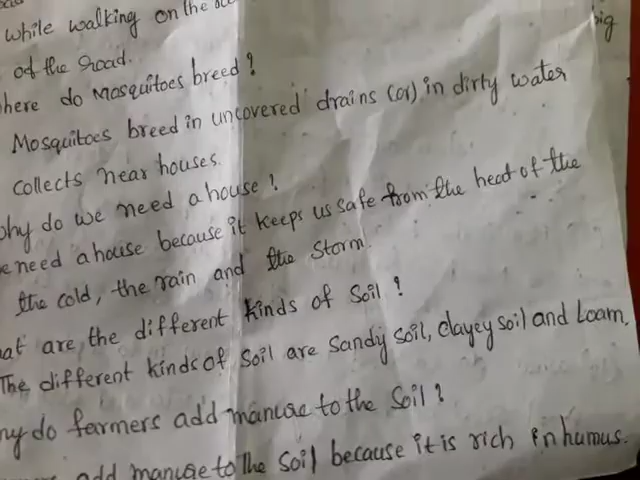 while walking on the
of the road.
big
here do Mosquitoes breed?
Mosquitoes breed in uncovered drains (or) in dirty water
collects near houses.
hy do we need a house?
e need a house because it keeps us safe from the heat of the
the cold, the rain and the storm.
at are the different kinds of soil?
The different kinds of soil are sandy soil, clayey soil and Loam.
hy do farmers add manure to the soil?
add manure to the soil because it is rich in humus.